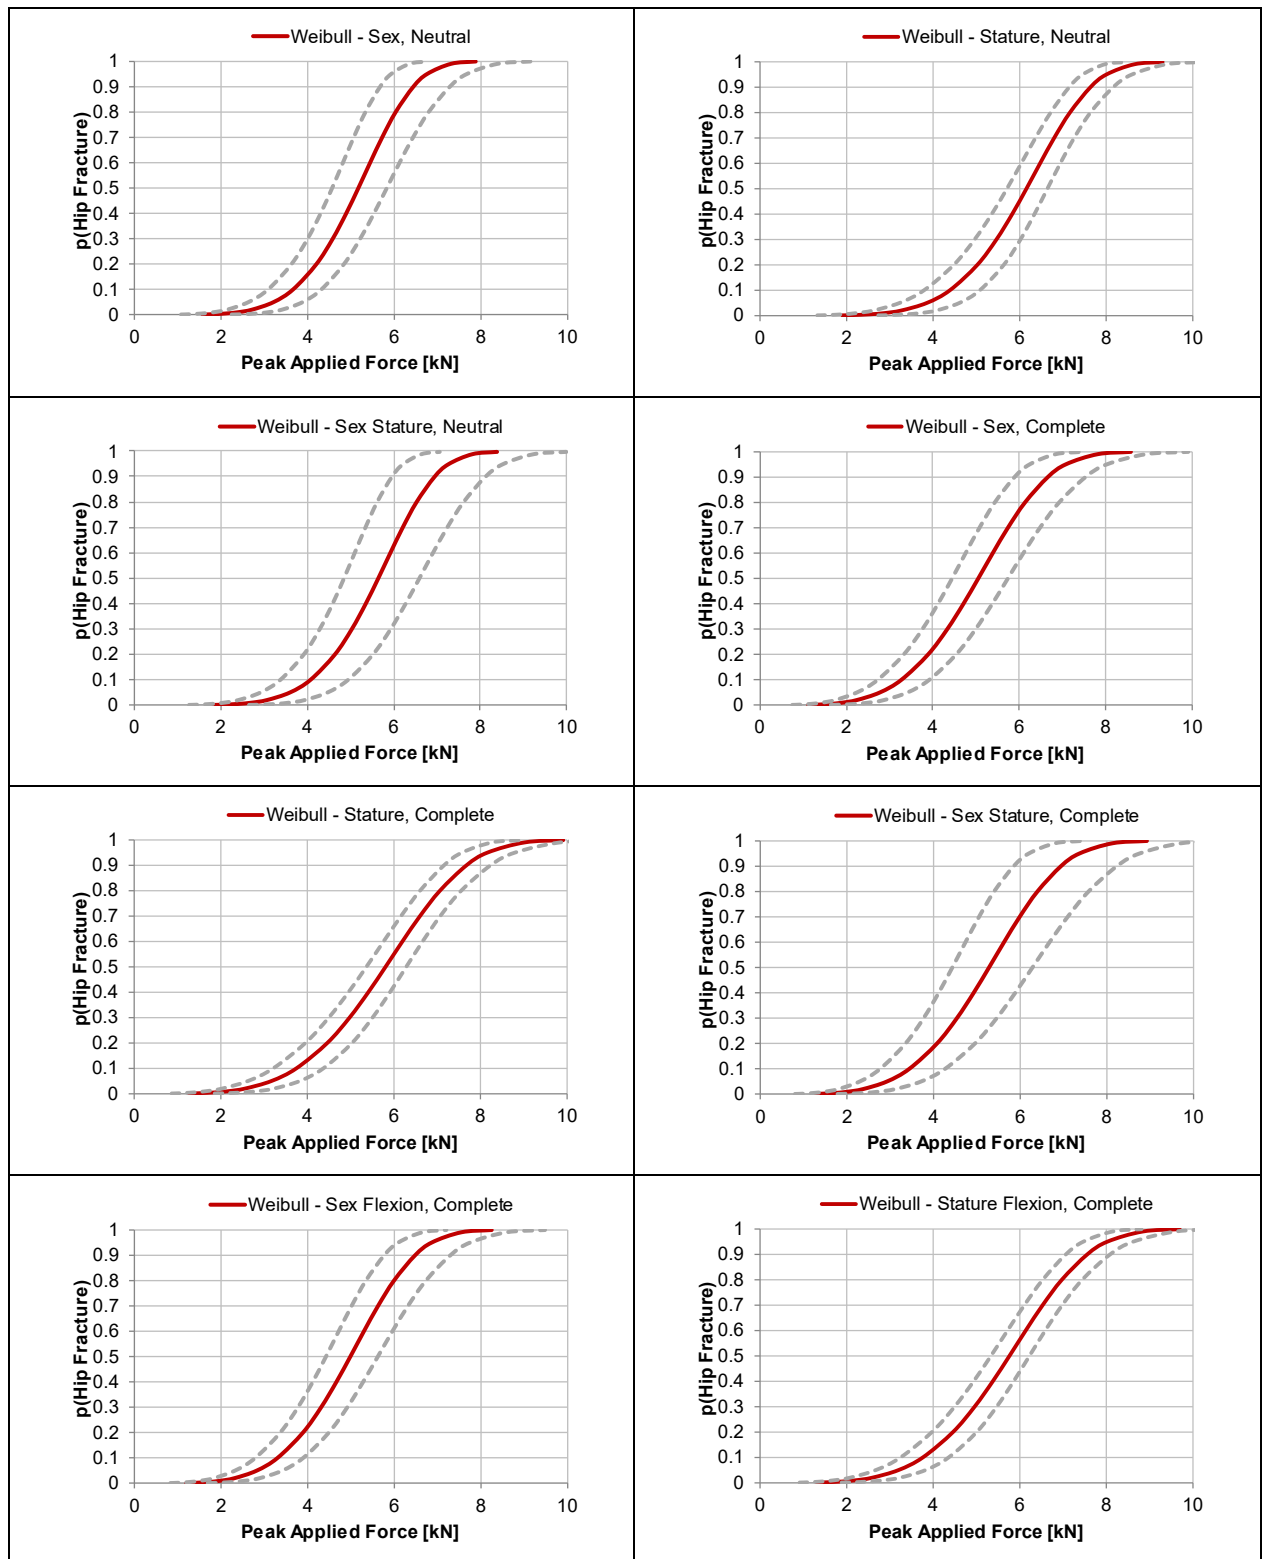 Weibull - Sex, Neutral
1
0.9
0.8
0.7
0.6
0.5
0.4
0.3
0.2
0.1
0
p(Hip Fracture)
0 2 4 6 8 10
Peak Applied Force [kN]
Weibull - Stature, Neutral
1
0.9
0.8
0.7
0.6
0.5
0.4
0.3
0.2
0.1
0
p(Hip Fracture)
0 2 4 6 8 10
Peak Applied Force [kN]
Weibull - Sex Stature, Neutral
1
0.9
0.8
0.7
0.6
0.5
0.4
0.3
0.2
0.1
0
p(Hip Fracture)
0 2 4 6 8 10
Peak Applied Force [kN]
Weibull - Sex, Complete
1
0.9
0.8
0.7
0.6
0.5
0.4
0.3
0.2
0.1
0
p(Hip Fracture)
0 2 4 6 8 10
Peak Applied Force [kN]
Weibull - Stature, Complete
1
0.9
0.8
0.7
0.6
0.5
0.4
0.3
0.2
0.1
0
p(Hip Fracture)
0 2 4 6 8 10
Peak Applied Force [kN]
Weibull - Sex Stature, Complete
1
0.9
0.8
0.7
0.6
0.5
0.4
0.3
0.2
0.1
0
p(Hip Fracture)
0 2 4 6 8 10
Peak Applied Force [kN]
Weibull - Sex Flexion, Complete
1
0.9
0.8
0.7
0.6
0.5
0.4
0.3
0.2
0.1
0
p(Hip Fracture)
0 2 4 6 8 10
Peak Applied Force [kN]
Weibull - Stature Flexion, Complete
1
0.9
0.8
0.7
0.6
0.5
0.4
0.3
0.2
0.1
0
p(Hip Fracture)
0 2 4 6 8 10
Peak Applied Force [kN]